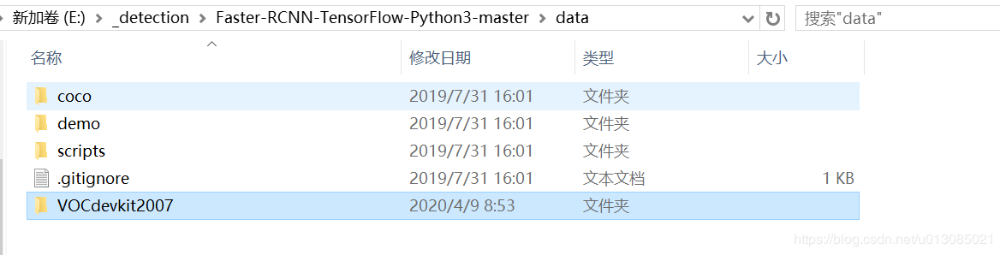 新加卷 (E:) > _detection > Faster-RCNN-TensorFlow-Python3-master > data 搜索"data"
名称 修改日期 类型 大小
coco 2019/7/31 16:01 文件夹
demo 2019/7/31 16:01 文件夹
scripts 2019/7/31 16:01 文件夹
.gitignore 2019/7/31 16:01 文本文档 1 KB
VOCdevkit2007 2020/4/9 8:53 文件夹
https://blog.csdn.net/u013085021